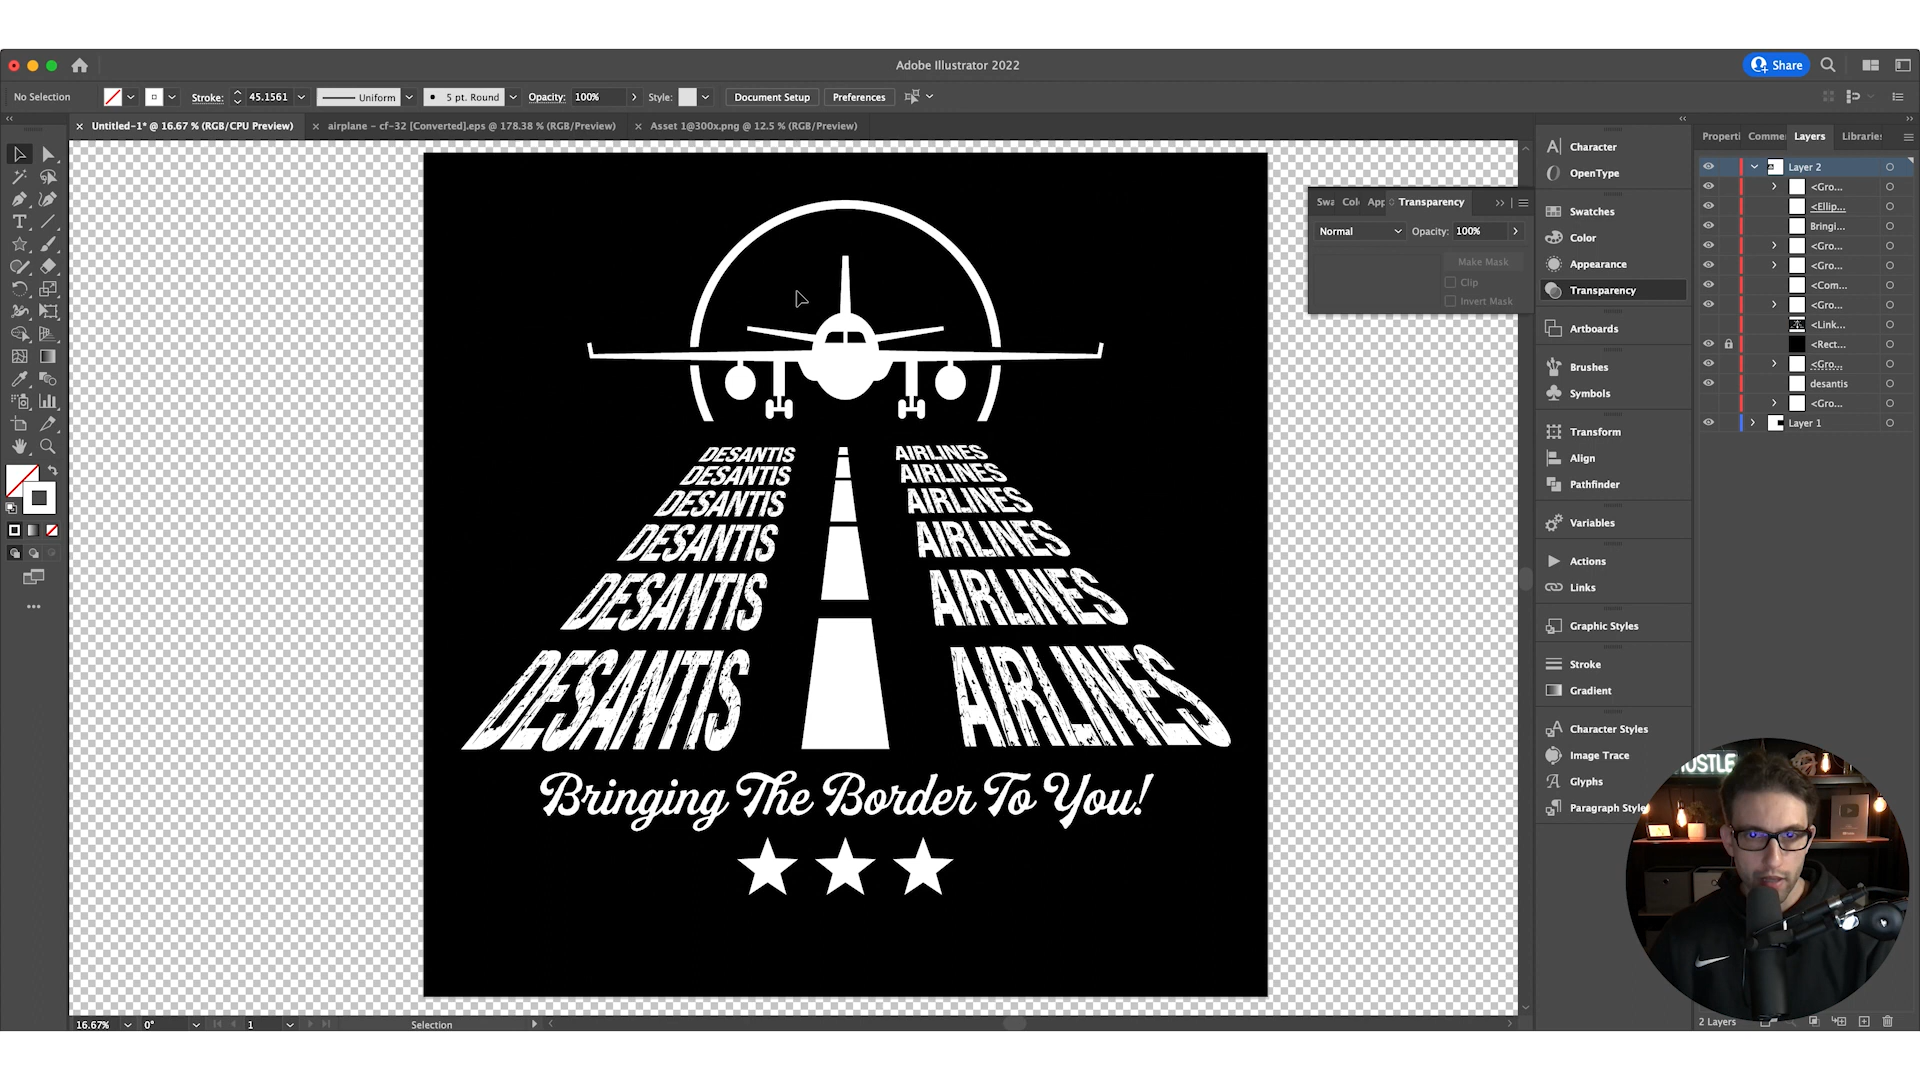 Adobe Illustrator 2022
Share
No Selection
Stroke:
45.1561
Uniform
5 pt. Round
Opacity:
100%
Style:
Document Setup
Preferences
Untitled-1* @ 16.67 % (RGB/CPU Preview)
airplane - cf-32 [Converted].eps @ 178.38 % (RGB/Preview)
Asset 1@300x.png @ 12.5 % (RGB/Preview)
DESANTIS AIRLINES
DESANTIS AIRLINES
DESANTIS AIRLINES
DESANTIS AIRLINES
DESANTIS AIRLINES
DESANTIS AIRLINES
Bringing The Border To You!
Swa
Col
App
Transparency
Normal
Opacity:
100%
Make Mask
Clip
Invert Mask
Character
OpenType
Swatches
Color
Appearance
Transparency
Artboards
Brushes
Symbols
Transform
Align
Pathfinder
Variables
Actions
Links
Graphic Styles
Stroke
Gradient
Character Styles
Image Trace
Glyphs
Paragraph Style
Properti
Comme
Layers
Libraries
Layer 2
<Gro...
<Ellip...
Bringi...
<Gro...
<Gro...
<Com...
<Gro...
<Link...
<Rect...
<Gro...
desantis
<Gro...
Layer 1
2 Layers
16.67%
0°
1
Selection